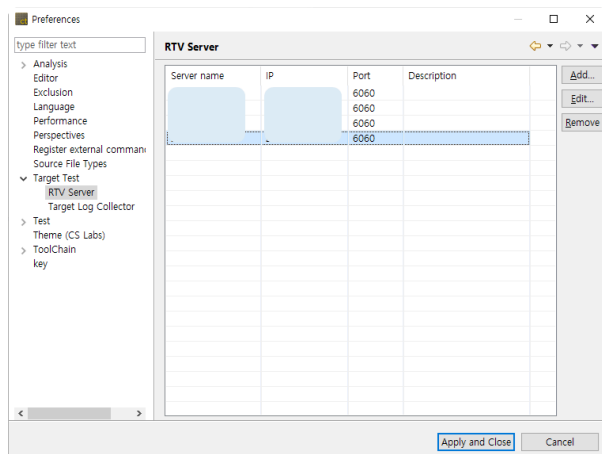 Preferences
type filter text
RTV Server
Analysis
Editor
Exclusion
Language
Performance
Perspectives
Register external comman
Source File Types
Target Test
RTV Server
Target Log Collector
Test
Theme (CS Labs)
ToolChain
key
Server name IP Port Description
6060
6060
6060
6060
Add...
Edit...
Remove
Apply and Close
Cancel